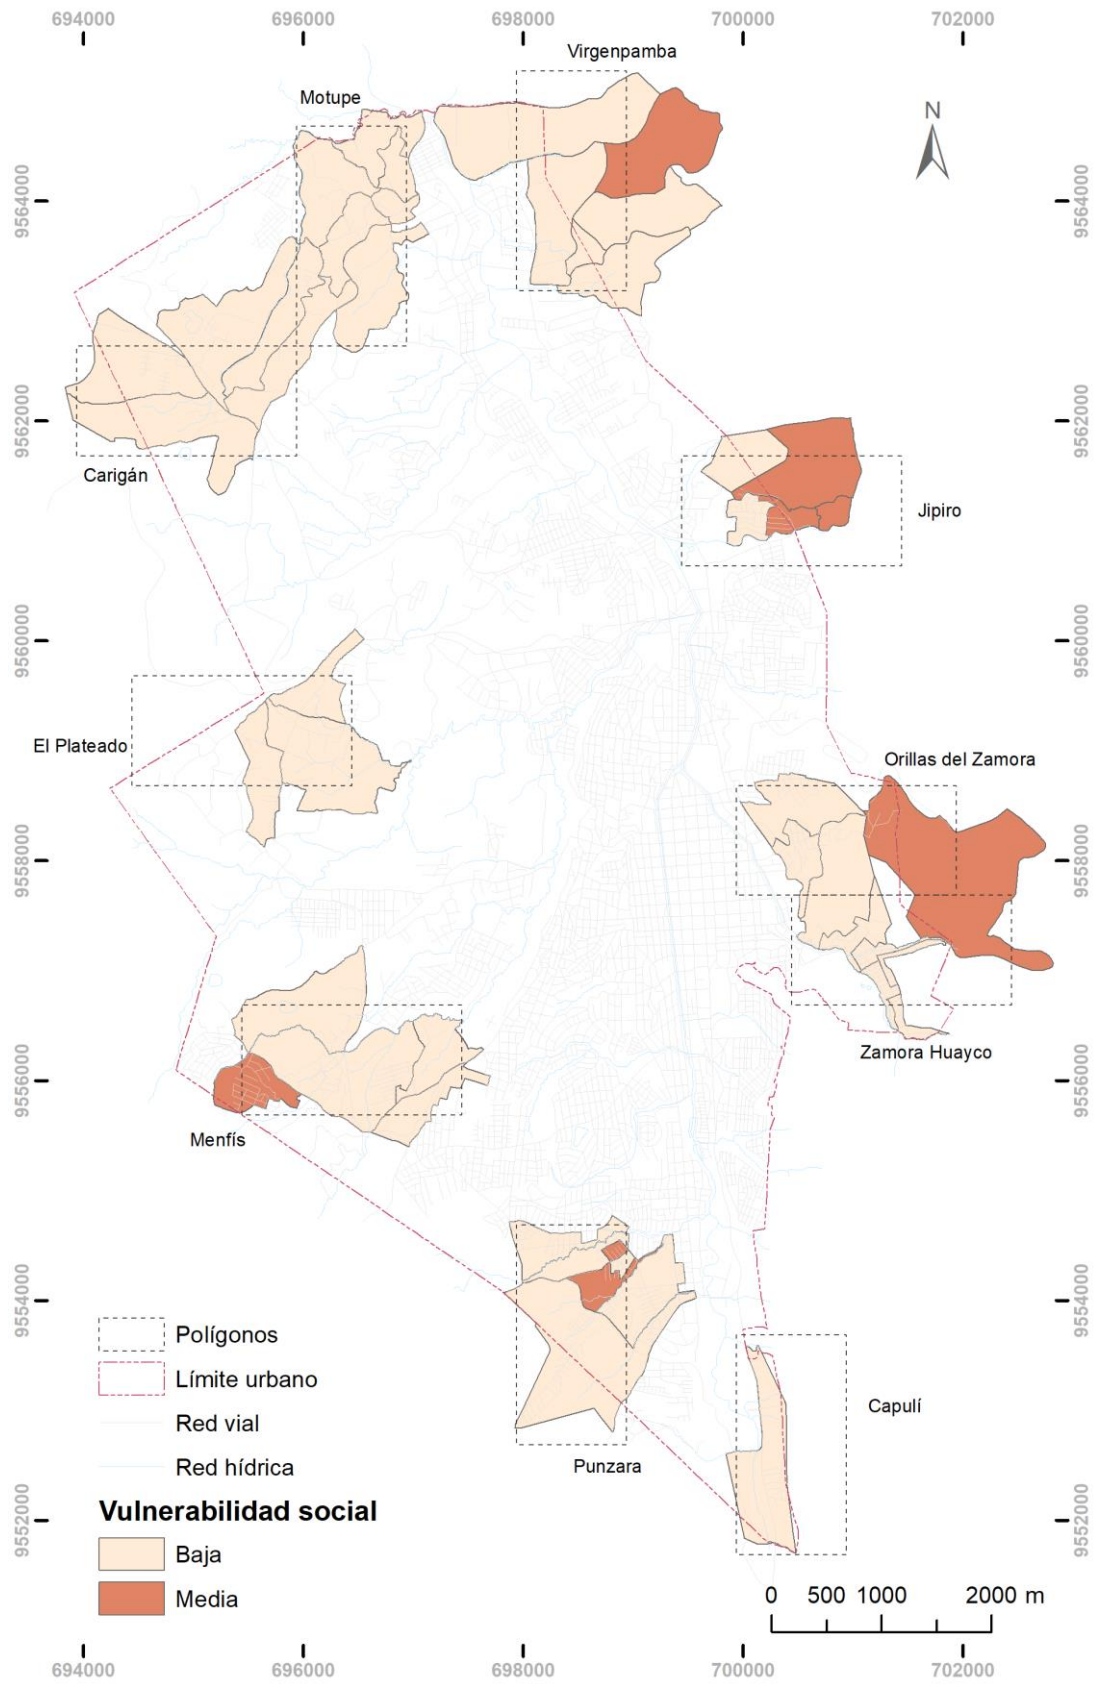 694000
696000
698000
700000
702000
Virgenpamba
Motupe
N
9564000
9564000
9562000
9562000
Carigán
Jipiro
9560000
9560000
El Plateado
Orillas del Zamora
9558000
9558000
Zamora Huayco
9556000
9556000
Menfís
9554000
9554000
Polígonos
Límite urbano
Capulí
Red vial
Red hídrica
Punzara
Vulnerabilidad social
9552000
9552000
Baja
Media
0 500 1000 2000 m
694000
696000
698000
700000
702000